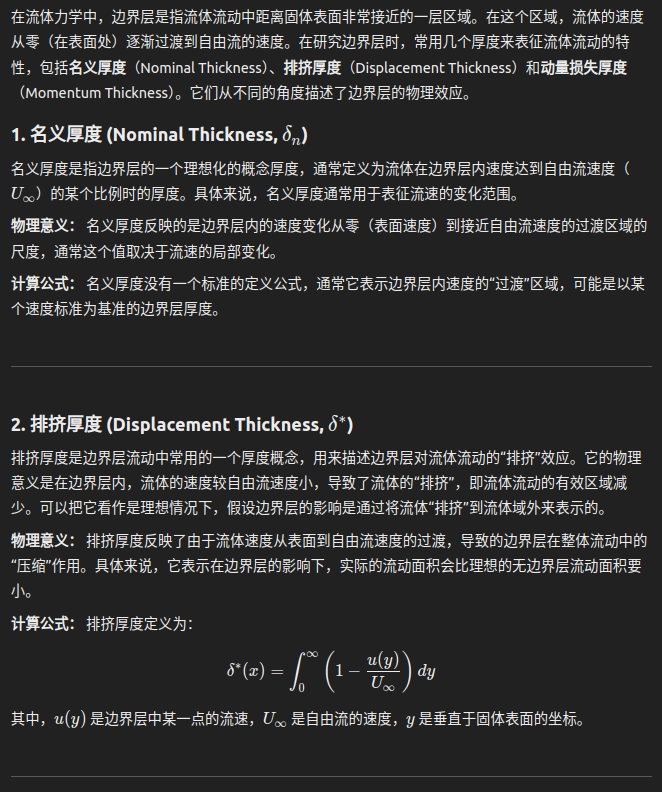 在流体力学中，边界层是指流体流动中距离固体表面非常接近的一层区域。在这个区域，流体的速度
从零（在表面处）逐渐过渡到自由流的速度。在研究边界层时，常用几个厚度来表征流体流动的特
性，包括名义厚度（Nominal Thickness）、排挤厚度（Displacement Thickness）和动量损失厚度
（Momentum Thickness）。它们从不同的角度描述了边界层的物理效应。
1. 名义厚度 (Nominal Thickness, δₙ)
名义厚度是指边界层的一个理想化的概念厚度，通常定义为流体在边界层内速度达到自由流速度（
U∞）的某个比例时的厚度。具体来说，名义厚度通常用于表征流速的变化范围。
物理意义： 名义厚度反映的是边界层内的速度变化从零（表面速度）到接近自由流速度的过渡区域的
尺度，通常这个值取决于流速的局部变化。
计算公式： 名义厚度没有一个标准的定义公式，通常它表示边界层内速度的“过渡”区域，可能是以某
个速度标准为基准的边界层厚度。
2. 排挤厚度 (Displacement Thickness, δ*)
排挤厚度是边界层流动中常用的一个厚度概念，用来描述边界层对流体流动的“排挤”效应。它的物理
意义是在边界层内，流体的速度较自由流速度小，导致了流体的“排挤”，即流体流动的有效区域减
少。可以把它看作是理想情况下，假设边界层的影响是通过将流体“排挤”到流体域外来表示的。
物理意义： 排挤厚度反映了由于流体速度从表面到自由流速度的过渡，导致的边界层在整体流动中的
“压缩”作用。具体来说，它表示在边界层的影响下，实际的流动面积会比理想的无边界层流动面积要
小。
计算公式： 排挤厚度定义为：
δ*(x) = ∫₀^∞ (1 − u(y)/U∞) dy
其中，u(y) 是边界层中某一点的流速，U∞ 是自由流的速度，y 是垂直于固体表面的坐标。